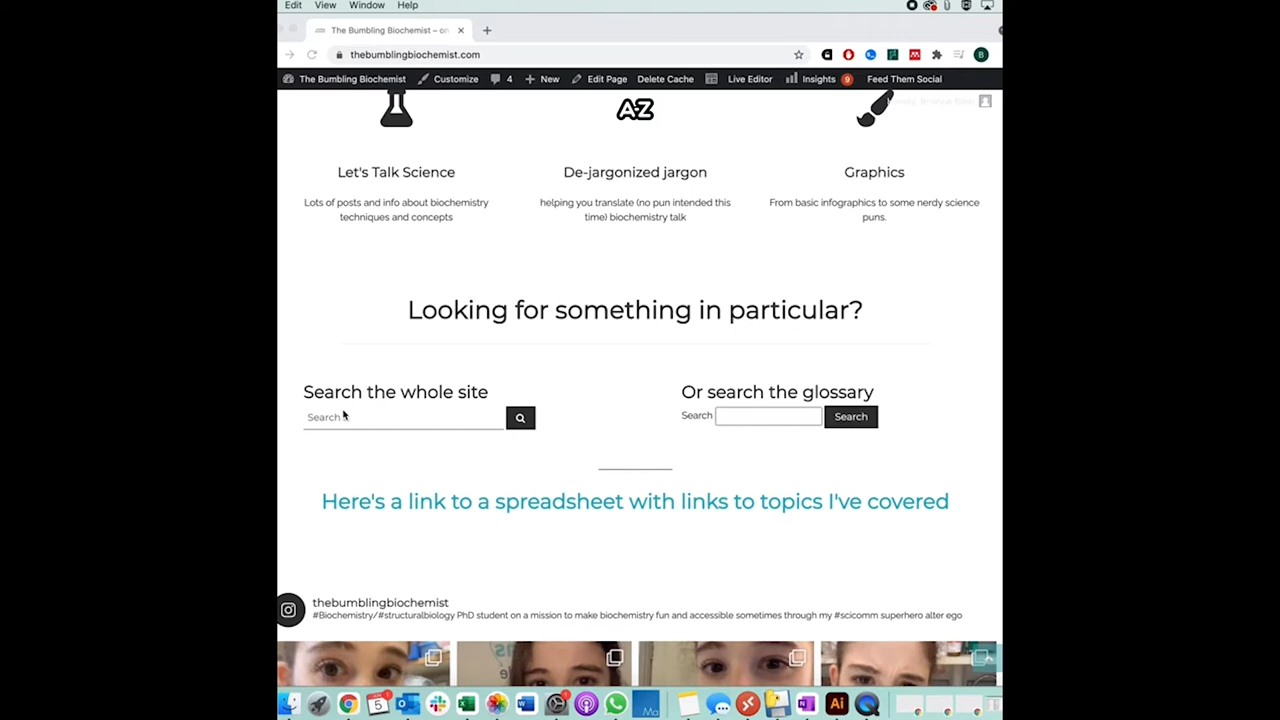 Edit View Window Help
The Bumbling Biochemist – on
thebumblingbiochemist.com
B
The Bumbling Biochemist Customize 4 New Edit Page Delete Cache Live Editor Insights 9 Feed Them Social
AZ
Let's Talk Science
Lots of posts and info about biochemistry
techniques and concepts
De-jargonized jargon
helping you translate (no pun intended this
time) biochemistry talk
Graphics
From basic infographics to some nerdy science
puns.
Looking for something in particular?
Search the whole site
Search
Or search the glossary
Search Search
Here's a link to a spreadsheet with links to topics I've covered
thebumblingbiochemist
#Biochemistry/#structuralbiology PhD student on a mission to make biochemistry fun and accessible sometimes through my #scicomm superhero alter ego
5 Ma Ai